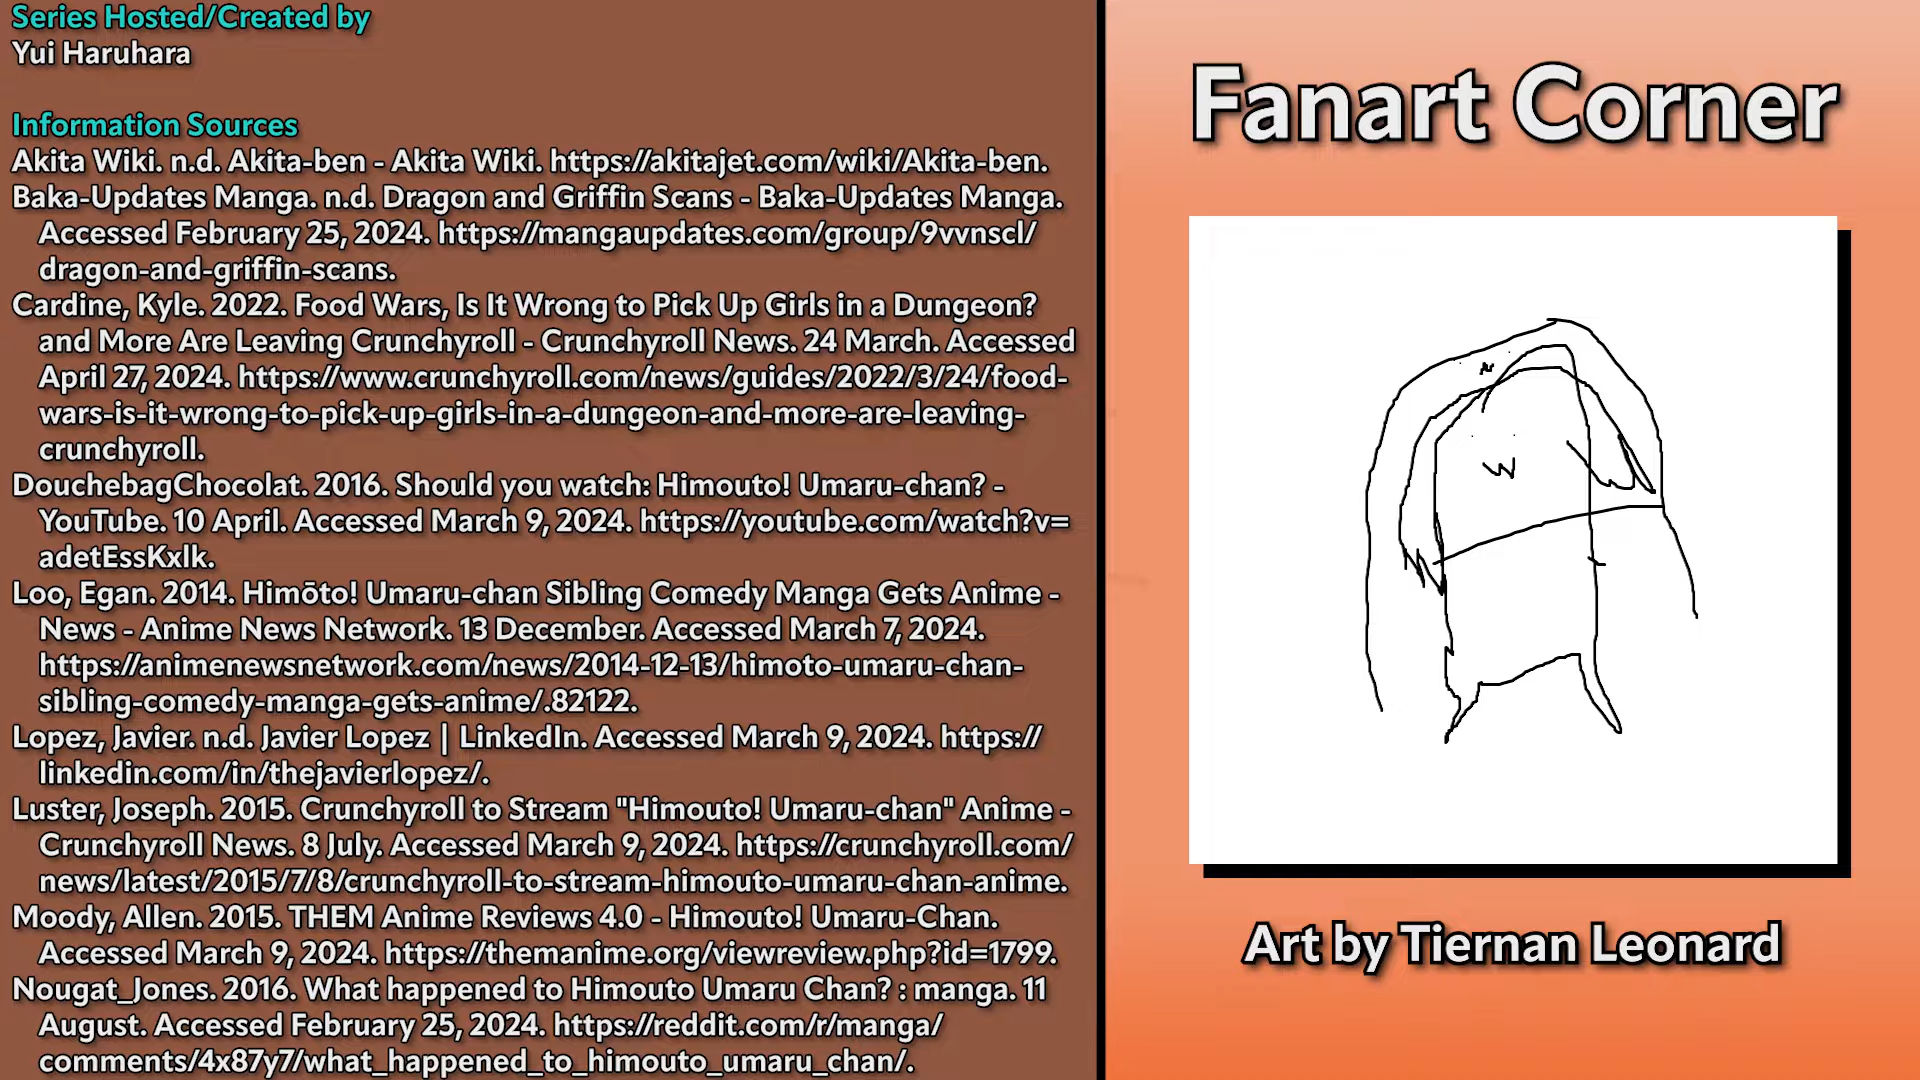 Series Hosted/Created by
Yui Haruhara
Information Sources
Akita Wiki. n.d. Akita-ben - Akita Wiki. https://akitajet.com/wiki/Akita-ben.
Baka-Updates Manga. n.d. Dragon and Griffin Scans - Baka-Updates Manga.
Accessed February 25, 2024. https://mangaupdates.com/group/9vvnscl/
dragon-and-griffin-scans.
Cardine, Kyle. 2022. Food Wars, Is It Wrong to Pick Up Girls in a Dungeon?
and More Are Leaving Crunchyroll - Crunchyroll News. 24 March. Accessed
April 27, 2024. https://www.crunchyroll.com/news/guides/2022/3/24/food-
wars-is-it-wrong-to-pick-up-girls-in-a-dungeon-and-more-are-leaving-
crunchyroll.
DouchebagChocolat. 2016. Should you watch: Himouto! Umaru-chan? -
YouTube. 10 April. Accessed March 9, 2024. https://youtube.com/watch?v=
adetEssKxlk.
Loo, Egan. 2014. Himōto! Umaru-chan Sibling Comedy Manga Gets Anime -
News - Anime News Network. 13 December. Accessed March 7, 2024.
https://animenewsnetwork.com/news/2014-12-13/himoto-umaru-chan-
sibling-comedy-manga-gets-anime/.82122.
Lopez, Javier. n.d. Javier Lopez | LinkedIn. Accessed March 9, 2024. https://
linkedin.com/in/thejavierlopez/.
Luster, Joseph. 2015. Crunchyroll to Stream "Himouto! Umaru-chan" Anime -
Crunchyroll News. 8 July. Accessed March 9, 2024. https://crunchyroll.com/
news/latest/2015/7/8/crunchyroll-to-stream-himouto-umaru-chan-anime.
Moody, Allen. 2015. THEM Anime Reviews 4.0 - Himouto! Umaru-Chan.
Accessed March 9, 2024. https://themanime.org/viewreview.php?id=1799.
Nougat_Jones. 2016. What happened to Himouto Umaru Chan? : manga. 11
August. Accessed February 25, 2024. https://reddit.com/r/manga/
comments/4x87y7/what_happened_to_himouto_umaru_chan/.
Fanart Corner
Art by Tiernan Leonard